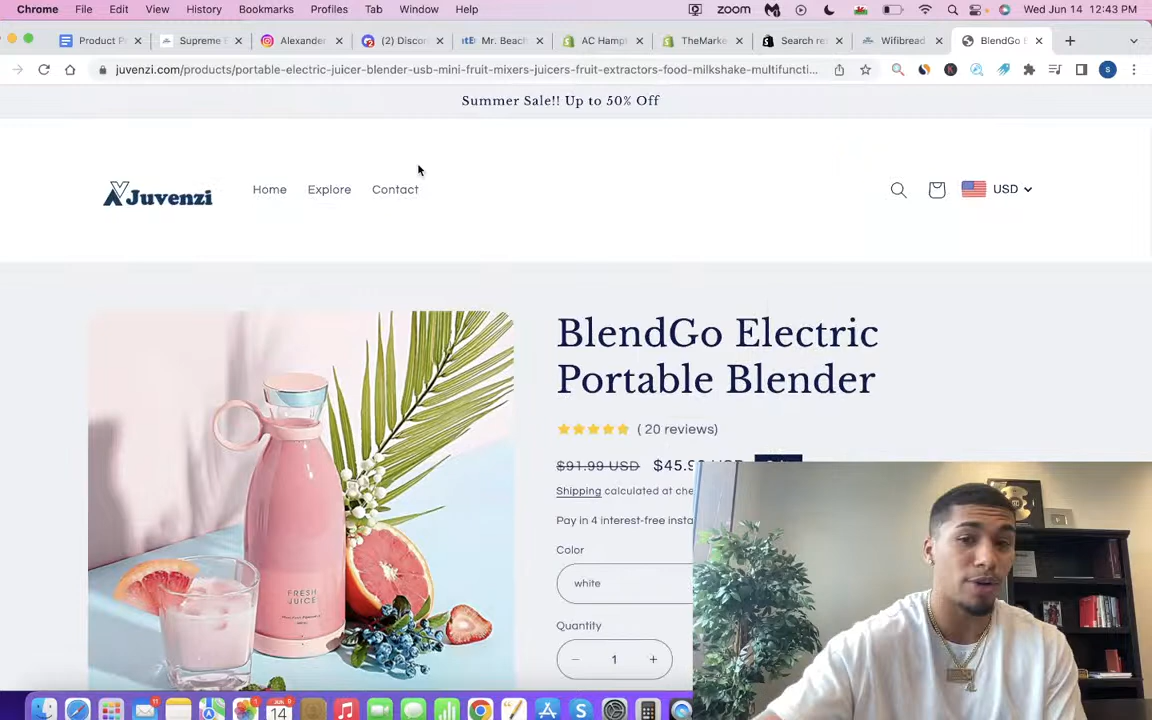 Chrome File Edit View History Bookmarks Profiles Tab Window Help zoom Wed Jun 14 12:43 PM
Product P Supreme Alexander (2) Discor Mr. Beach AC Hampl TheMarke Search re Wifibread BlendGo
juvenzi.com/products/portable-electric-juicer-blender-usb-mini-fruit-mixers-juicers-fruit-extractors-food-milkshake-multifuncti...
Summer Sale!! Up to 50% Off
Juvenzi Home Explore Contact USD
BlendGo Electric
Portable Blender
( 20 reviews)
$91.99 USD
Shipping calculated at che
Pay in 4 interest-free insta
Color
white
Quantity
− 1 +
FRESH
JUICE
JUN
14